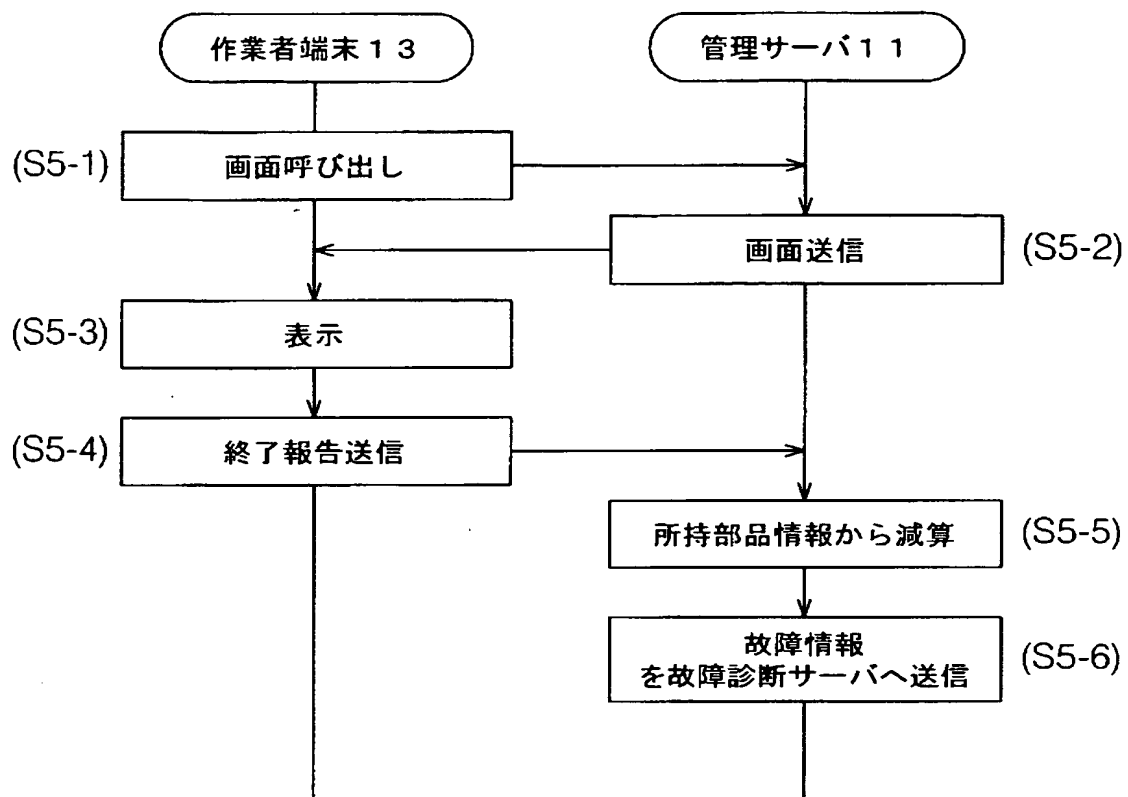 作業者端末１３
管理サーバ１１
(S5-1)
画面呼び出し
画面送信
(S5-2)
(S5-3)
表示
(S5-4)
終了報告送信
所持部品情報から減算
(S5-5)
故障情報
を故障診断サーバへ送信
(S5-6)